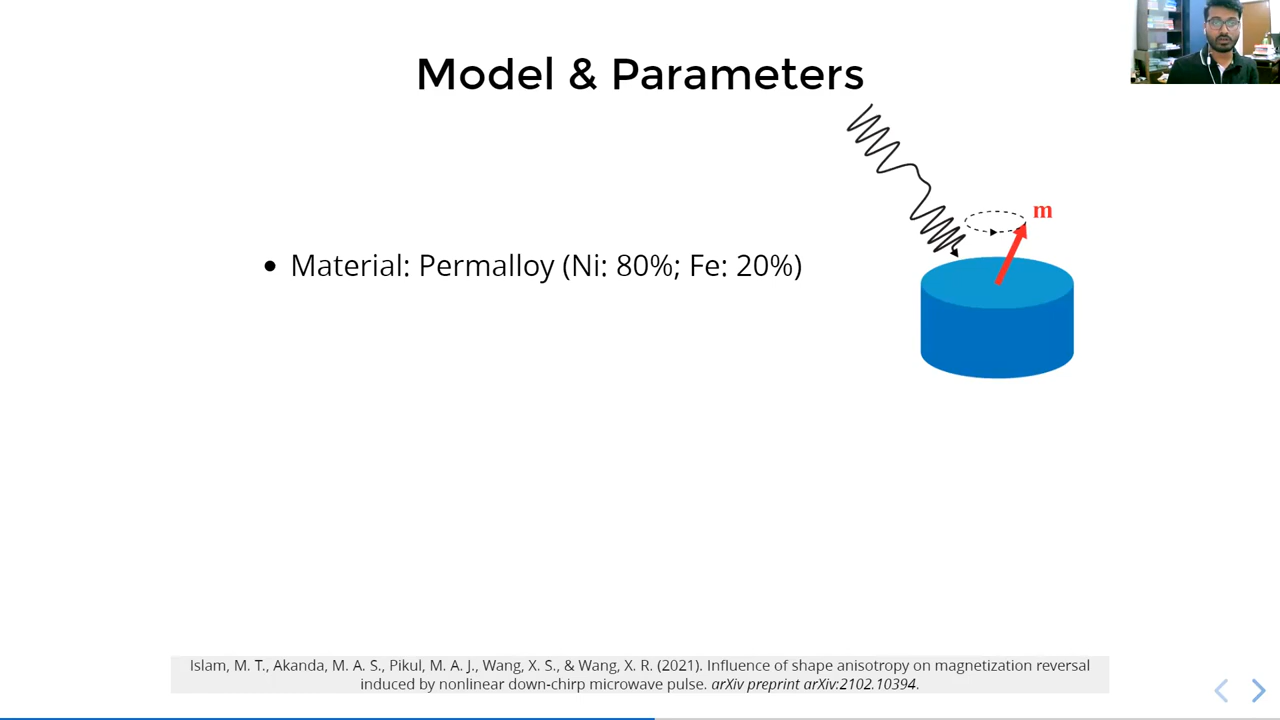 Model & Parameters
m
• Material: Permalloy (Ni: 80%; Fe: 20%)
Islam, M. T., Akanda, M. A. S., Pikul, M. A. J., Wang, X. S., & Wang, X. R. (2021). Influence of shape anisotropy on magnetization reversal
induced by nonlinear down-chirp microwave pulse. arXiv preprint arXiv:2102.10394.